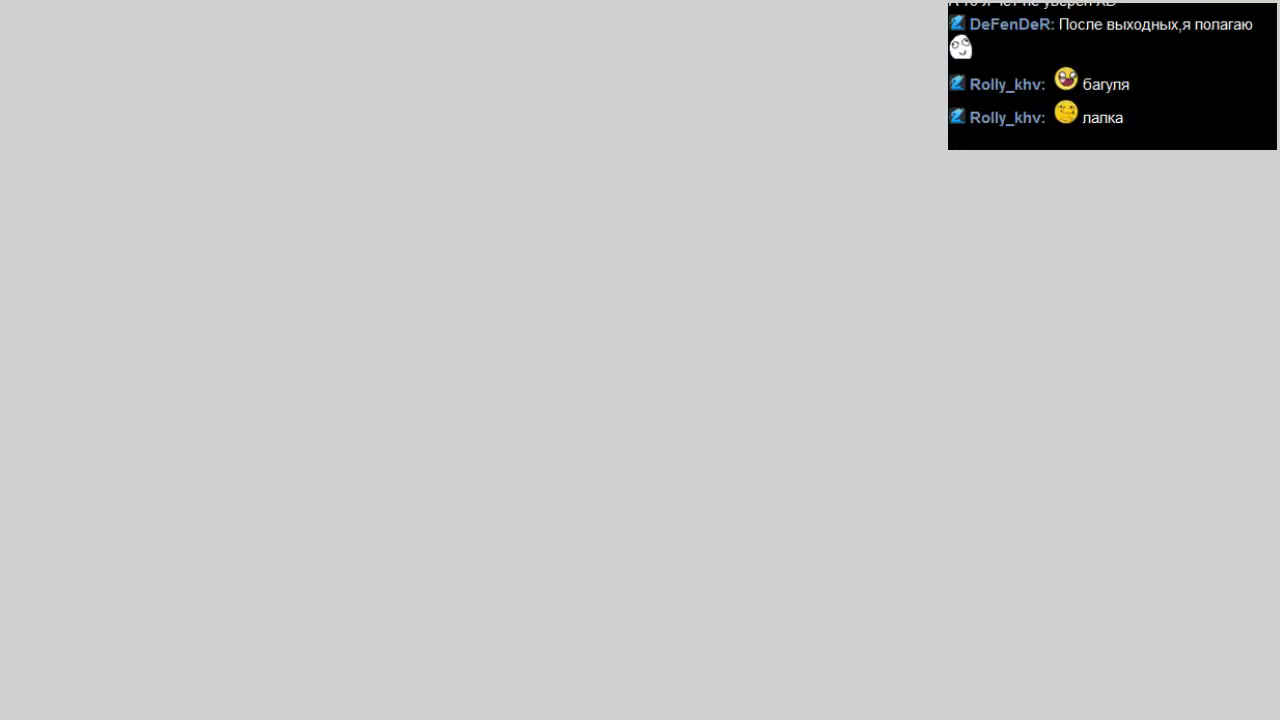 DeFenDeR: После выходных,я полагаю
Rolly_khv: багуля
Rolly_khv: лапка